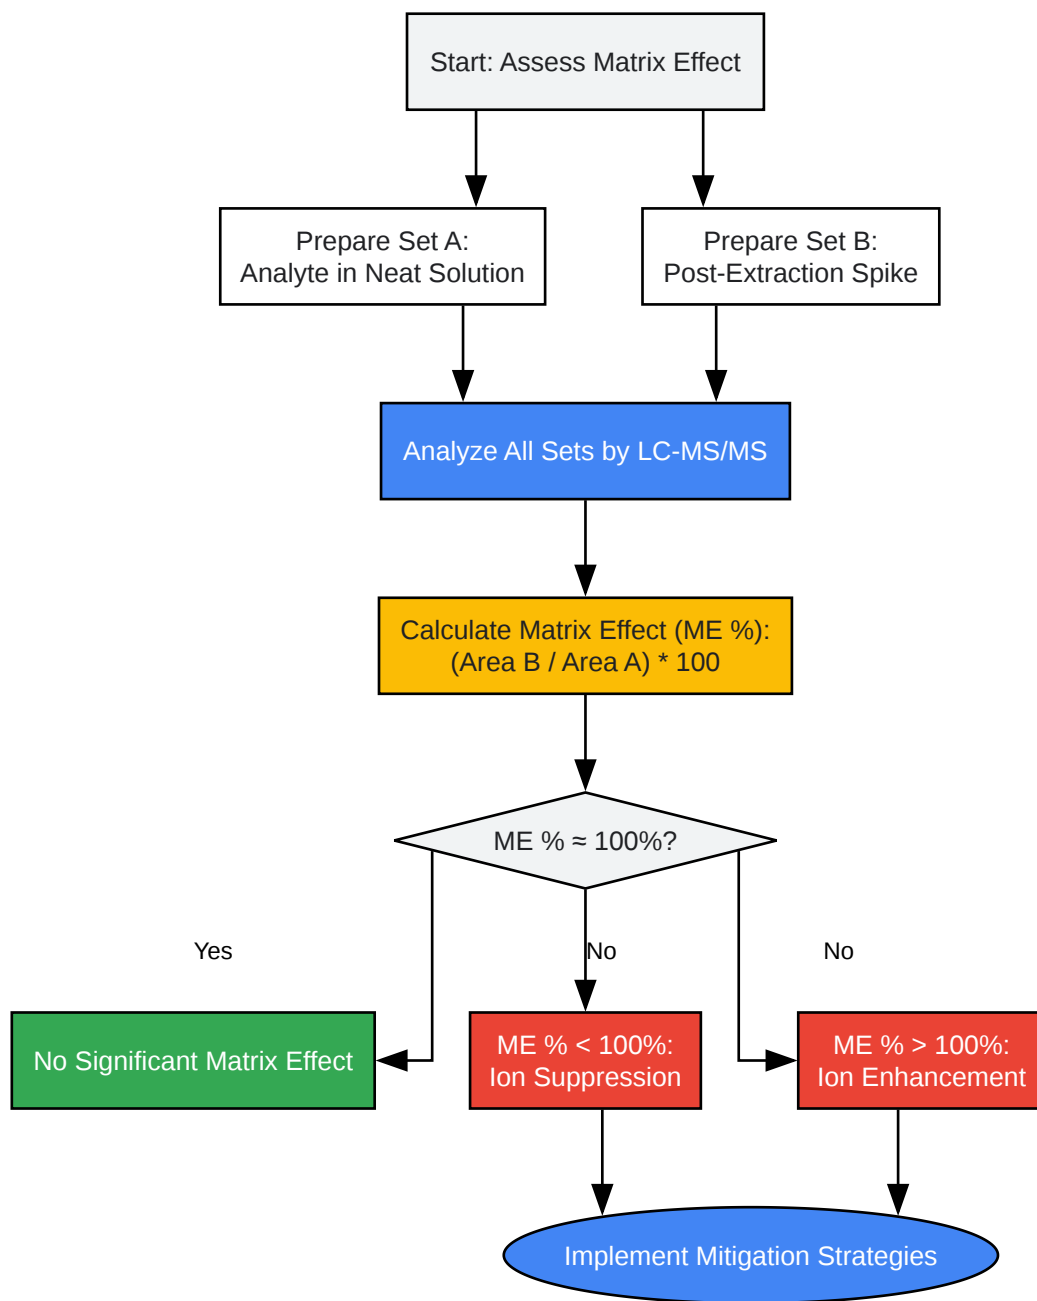 Start: Assess Matrix Effect
Prepare Set A:
Analyte in Neat Solution
Prepare Set B:
Post-Extraction Spike
Analyze All Sets by LC-MS/MS
Calculate Matrix Effect (ME %):
(Area B / Area A) * 100
ME % ≈ 100%?
Yes
No
No
No Significant Matrix Effect
ME % < 100%:
Ion Suppression
ME % > 100%:
Ion Enhancement
Implement Mitigation Strategies